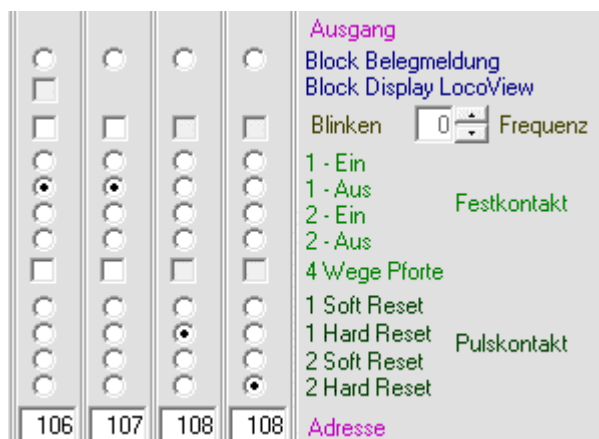 Ausgang
Block Belegmeldung
Block Display LocoView
Blinken 0 Frequenz
1 - Ein
1 - Aus
2 - Ein
2 - Aus
Festkontakt
4 Wege Pforte
1 Soft Reset
1 Hard Reset
2 Soft Reset
2 Hard Reset
Pulskontakt
106 107 108 108 Adresse